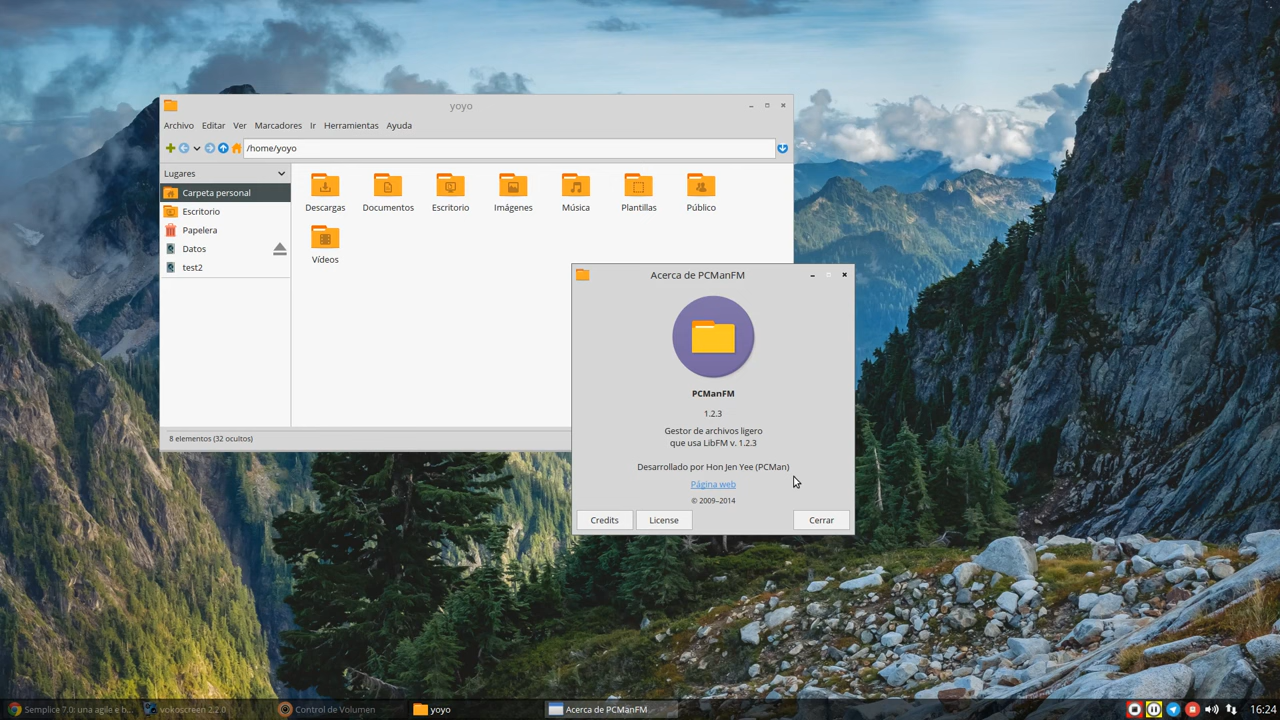 yoyo
Archivo Editar Ver Marcadores Ir Herramientas Ayuda
/home/yoyo
Lugares
Carpeta personal
Escritorio
Papelera
Datos
test2
Descargas Documentos Escritorio Imágenes Música Plantillas Público
Vídeos
8 elementos (32 ocultos)
Acerca de PCManFM
PCManFM
1.2.3
Gestor de archivos ligero
que usa LibFM v. 1.2.3
Desarrollado por Hon Jen Yee (PCMan)
Página web
© 2009–2014
Credits License Cerrar
Semplice 7.0: una agile e b... vokoscreen 2.2.0 Control de Volumen yoyo Acerca de PCManFM 16:24